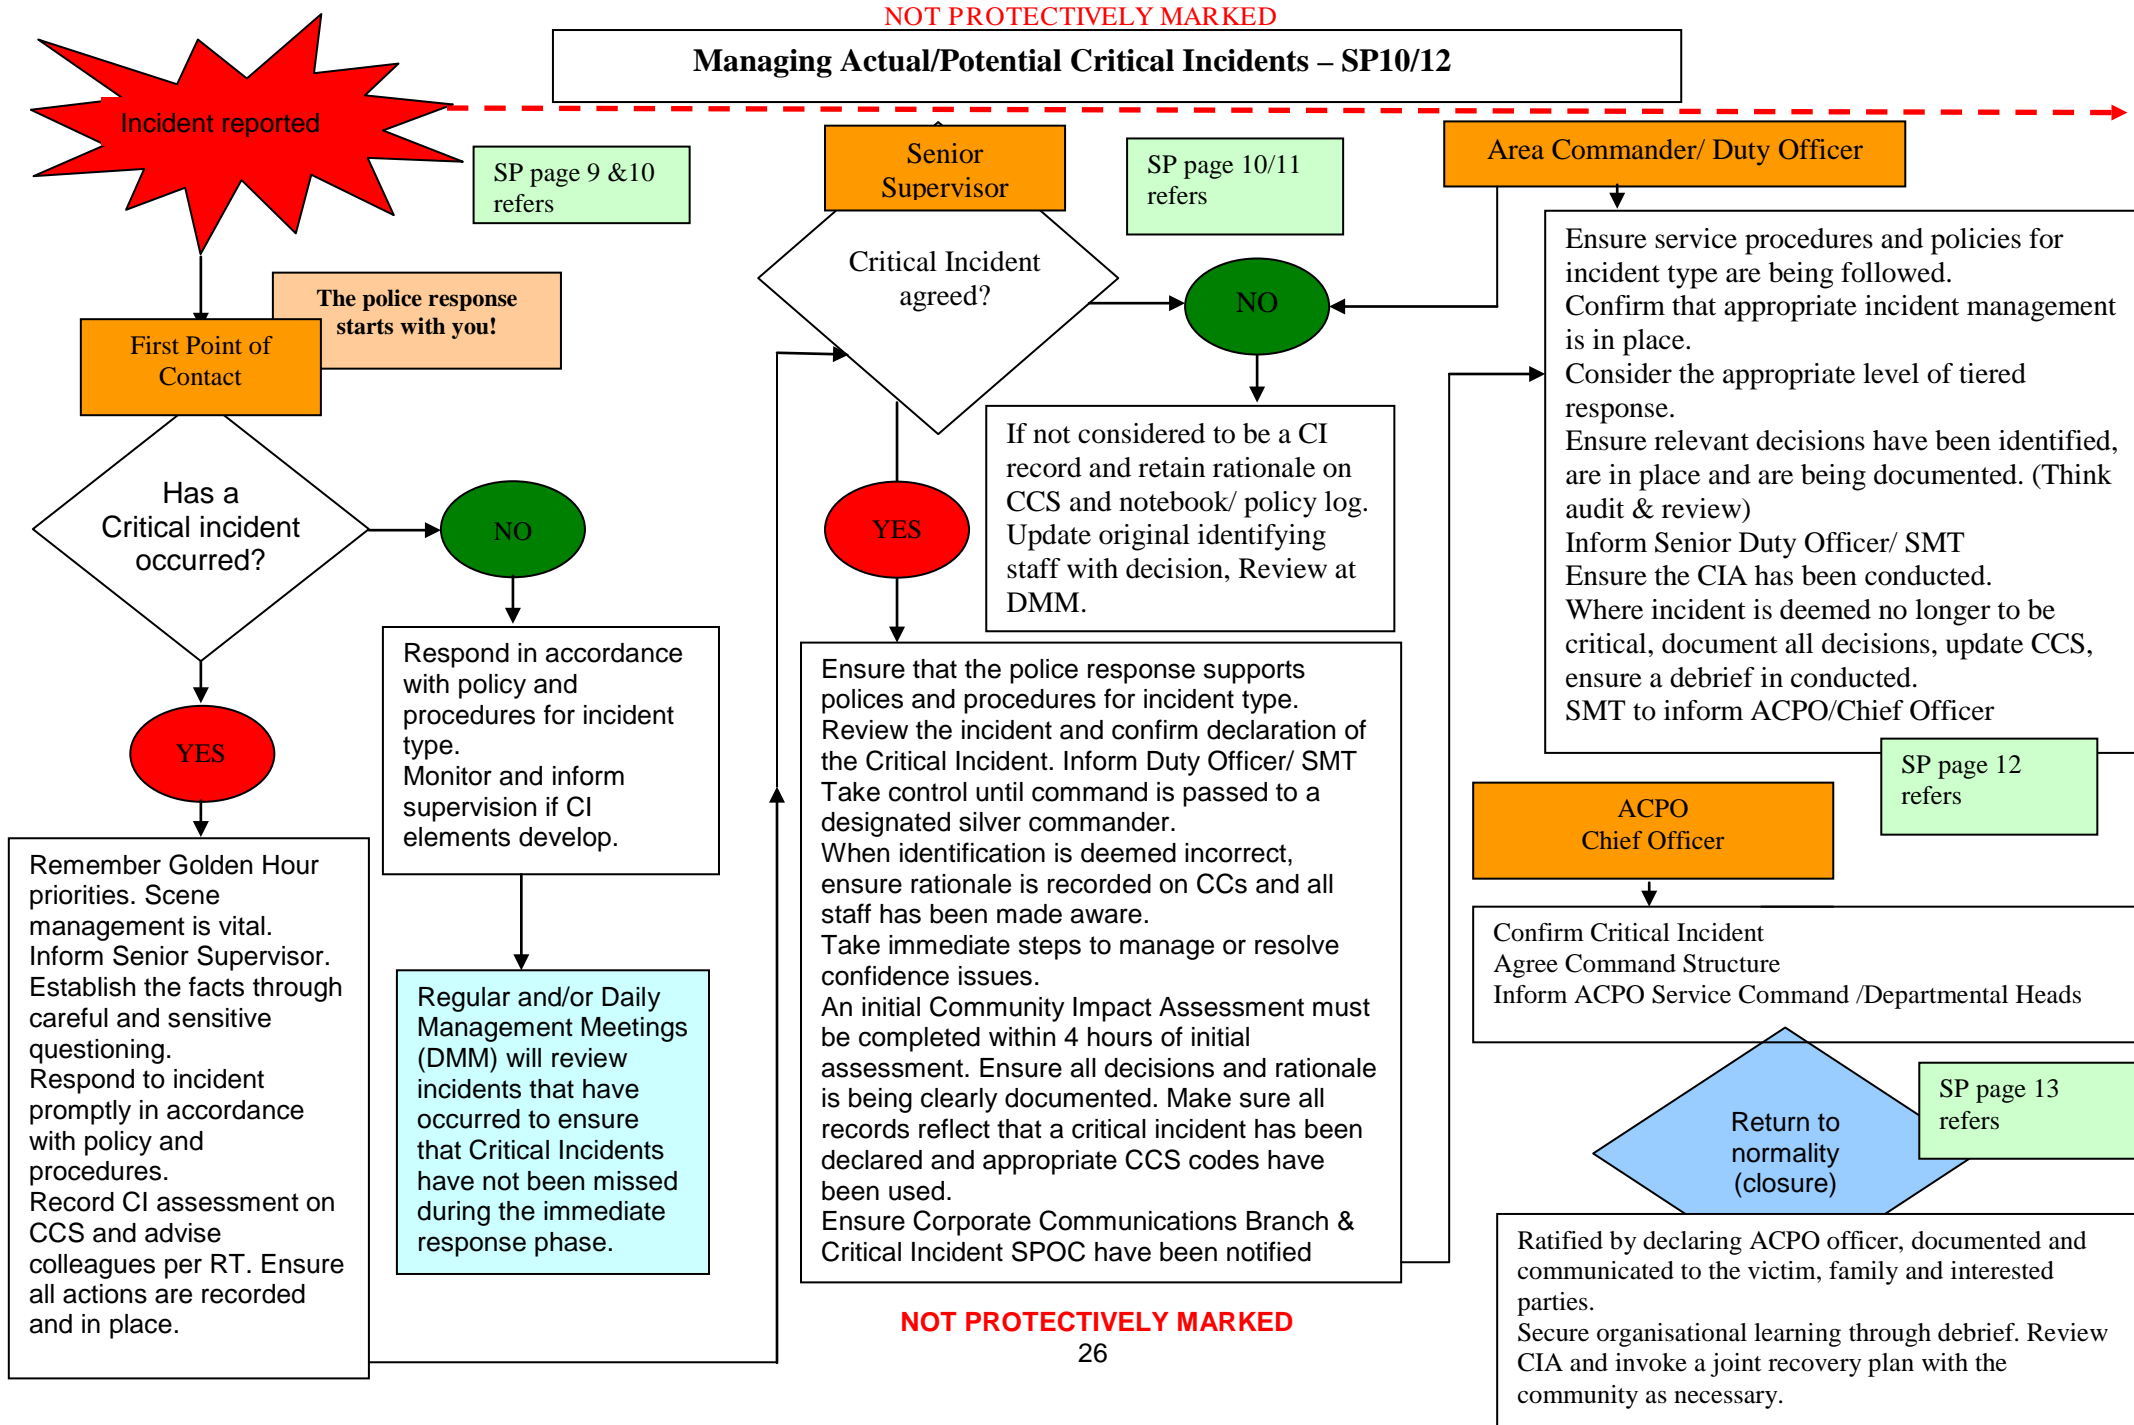 NOT PROTECTIVELY MARKED
Managing Actual/Potential Critical Incidents – SP10/12
Incident reported
SP page 9 &10
refers
The police response
starts with you!
First Point of
Contact
Has a
Critical incident
occurred?
NO
YES
Respond in accordance
with policy and
procedures for incident
type.
Monitor and inform
supervision if CI
elements develop.
Regular and/or Daily
Management Meetings
(DMM) will review
incidents that have
occurred to ensure
that Critical Incidents
have not been missed
during the immediate
response phase.
Remember Golden Hour
priorities. Scene
management is vital.
Inform Senior Supervisor.
Establish the facts through
careful and sensitive
questioning.
Respond to incident
promptly in accordance
with policy and
procedures.
Record CI assessment on
CCS and advise
colleagues per RT. Ensure
all actions are recorded
and in place.
Senior
Supervisor
SP page 10/11
refers
Critical Incident
agreed?
NO
YES
If not considered to be a CI
record and retain rationale on
CCS and notebook/ policy log.
Update original identifying
staff with decision, Review at
DMM.
Ensure that the police response supports
polices and procedures for incident type.
Review the incident and confirm declaration of
the Critical Incident. Inform Duty Officer/ SMT
Take control until command is passed to a
designated silver commander.
When identification is deemed incorrect,
ensure rationale is recorded on CCs and all
staff has been made aware.
Take immediate steps to manage or resolve
confidence issues.
An initial Community Impact Assessment must
be completed within 4 hours of initial
assessment. Ensure all decisions and rationale
is being clearly documented. Make sure all
records reflect that a critical incident has been
declared and appropriate CCS codes have
been used.
Ensure Corporate Communications Branch &
Critical Incident SPOC have been notified
Area Commander/ Duty Officer
Ensure service procedures and policies for
incident type are being followed.
Confirm that appropriate incident management
is in place.
Consider the appropriate level of tiered
response.
Ensure relevant decisions have been identified,
are in place and are being documented. (Think
audit & review)
Inform Senior Duty Officer/ SMT
Ensure the CIA has been conducted.
Where incident is deemed no longer to be
critical, document all decisions, update CCS,
ensure a debrief in conducted.
SMT to inform ACPO/Chief Officer
SP page 12
refers
ACPO
Chief Officer
Confirm Critical Incident
Agree Command Structure
Inform ACPO Service Command /Departmental Heads
SP page 13
refers
Return to
normality
(closure)
Ratified by declaring ACPO officer, documented and
communicated to the victim, family and interested
parties.
Secure organisational learning through debrief. Review
CIA and invoke a joint recovery plan with the
community as necessary.
NOT PROTECTIVELY MARKED
26